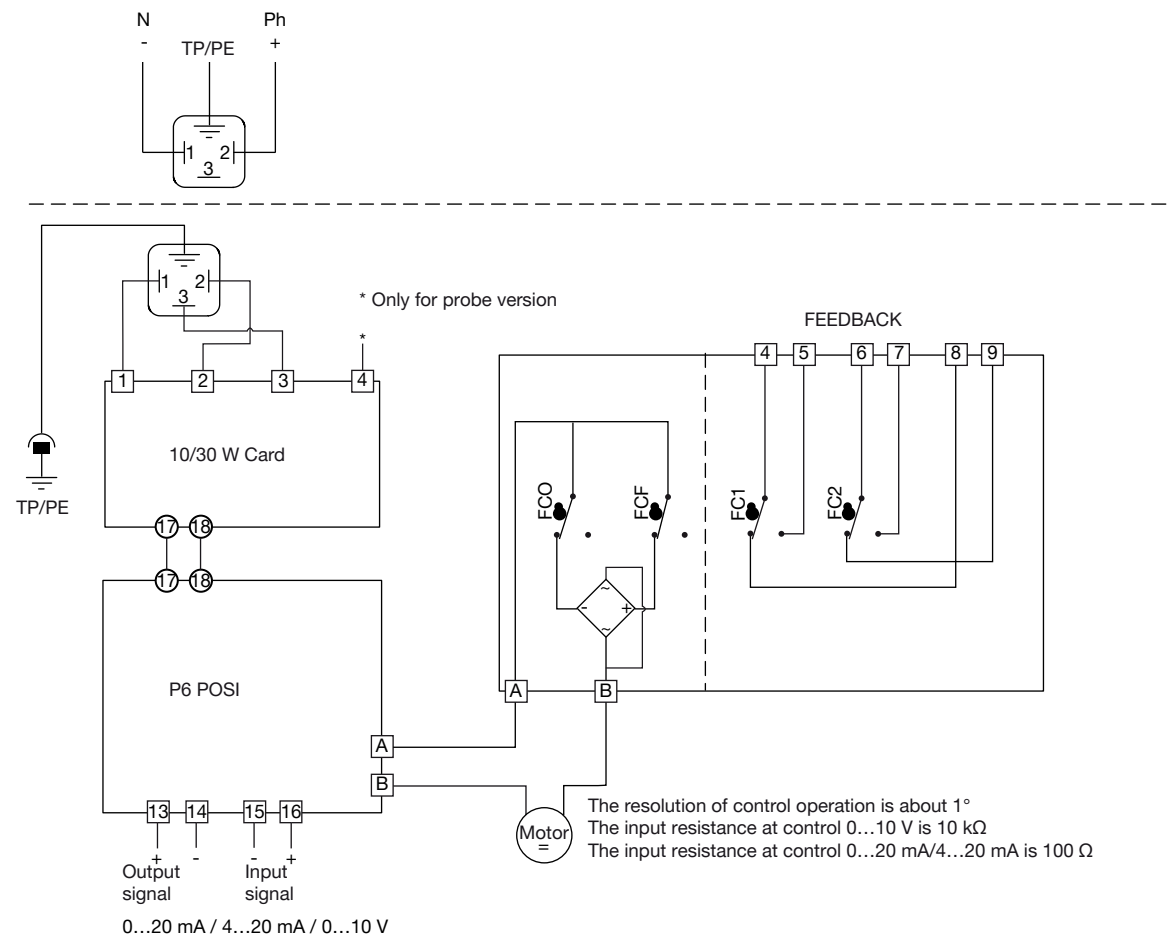 N
Ph
-
TP/PE
+
1
2
3
1
2
3
* Only for probe version
*
FEEDBACK
1
2
3
4
4
5
6
7
8
9
10/30 W Card
TP/PE
FCO
FCF
FC1
FC2
17
18
17
18
~
-
+
~
P6 POSI
A
B
A
B
13
14
15
16
+
-
-
+
Output
signal
Input
signal
0...20 mA / 4...20 mA / 0...10 V
Motor
=
The resolution of control operation is about 1°
The input resistance at control 0...10 V is 10 kΩ
The input resistance at control 0...20 mA/4...20 mA is 100 Ω